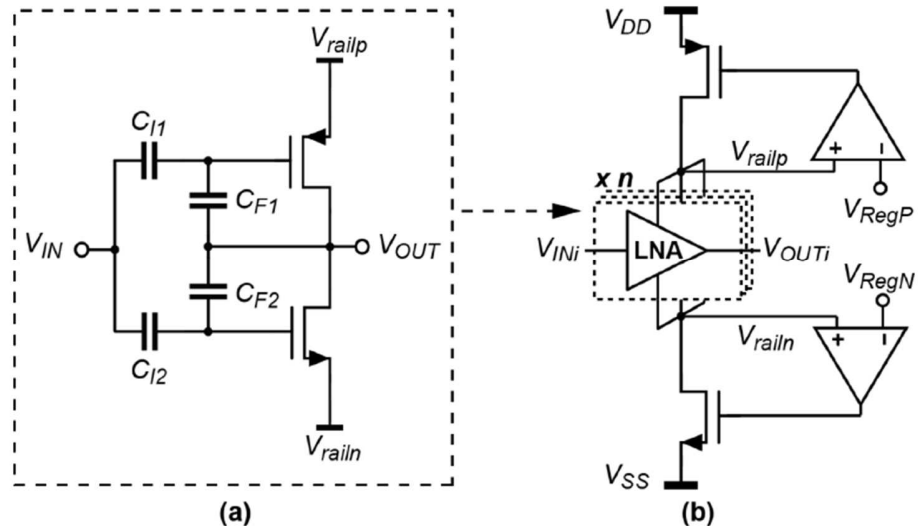 V_railp
C_I1
C_F1
V_IN
V_OUT
C_F2
C_I2
V_railn
(a)
V_DD
V_railp
+ −
x n
V_RegP
V_INi
LNA
V_OUTi
V_RegN
V_railn
+ −
V_SS
(b)